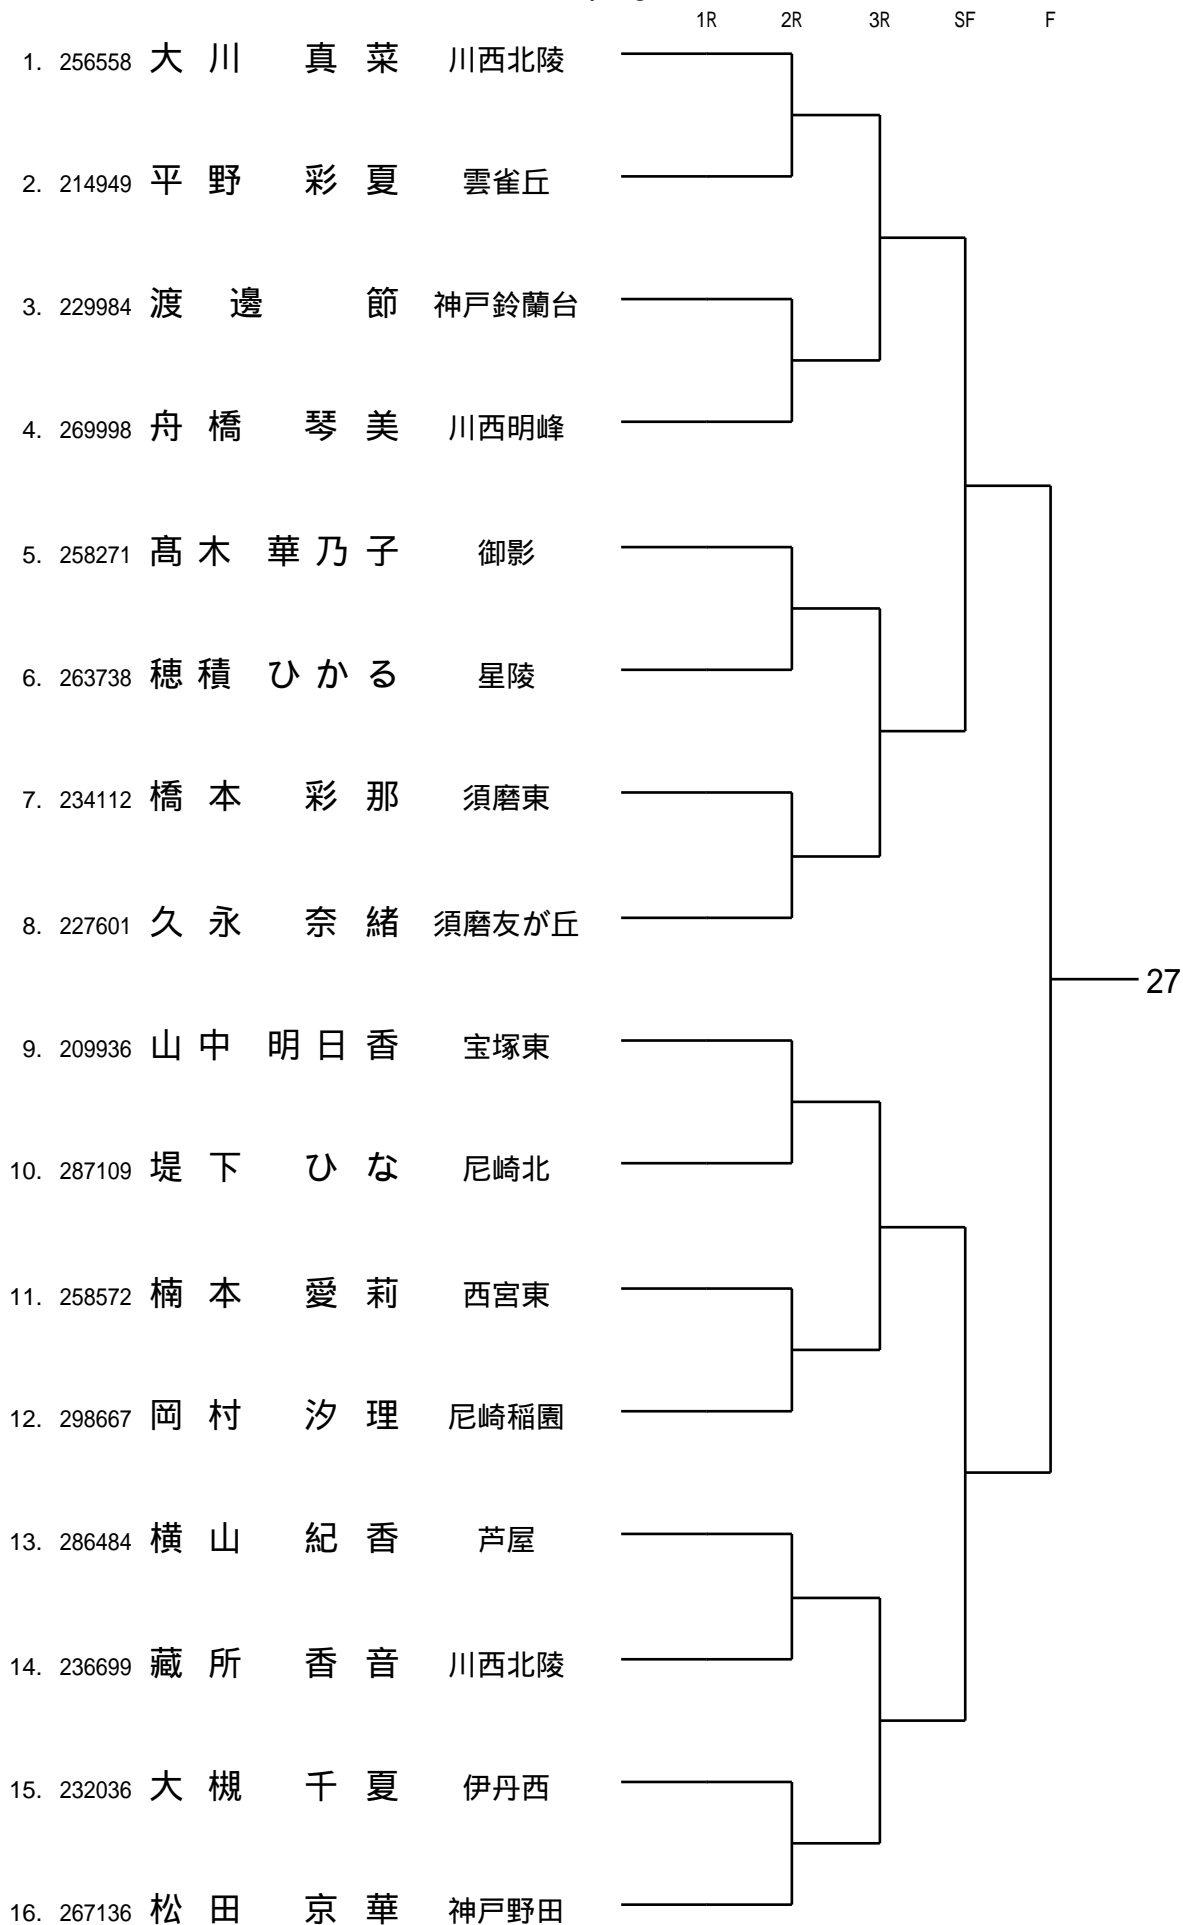 1R 2R 3R SF F
1. 256558 大川 真菜 川西北陵
2. 214949 平野 彩夏 雲雀丘
3. 229984 渡邊 節 神戸鈴蘭台
4. 269998 舟橋 琴美 川西明峰
5. 258271 髙木 華乃子 御影
6. 263738 穂積 ひかる 星陵
7. 234112 橋本 彩那 須磨東
8. 227601 久永 奈緒 須磨友が丘
27
9. 209936 山中 明日香 宝塚東
10. 287109 堤下 ひな 尼崎北
11. 258572 楠本 愛莉 西宮東
12. 298667 岡村 汐理 尼崎稲園
13. 286484 横山 紀香 芦屋
14. 236699 藏所 香音 川西北陵
15. 232036 大槻 千夏 伊丹西
16. 267136 松田 京華 神戸野田